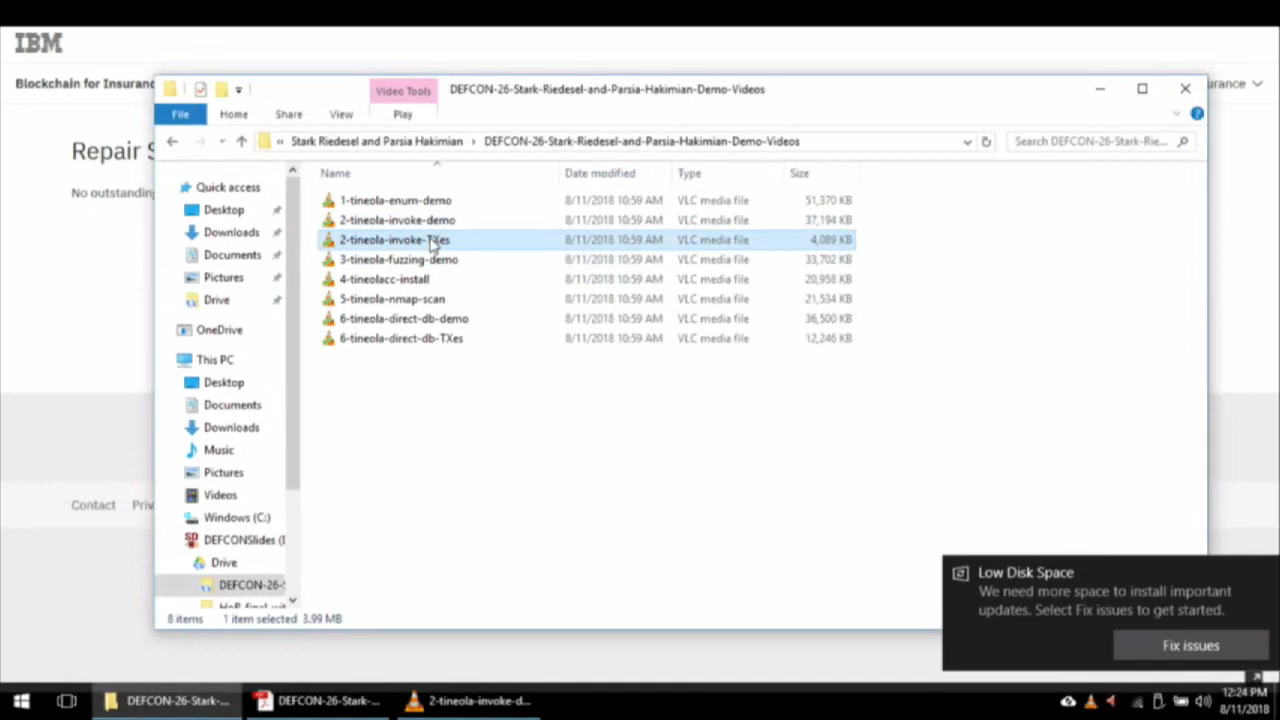 IBM
Blockchain for Insuranc
urance
Repair S
No outstanding
Contact Priv
Video Tools
DEFCON-26-Stark-Riedesel-and-Parsia-Hakimian-Demo-Videos
File Home Share View Play
« Stark Riedesel and Parsia Hakimian › DEFCON-26-Stark-Riedesel-and-Parsia-Hakimian-Demo-Videos
Search DEFCON-26-Stark-Rie...
Quick access
Desktop
Downloads
Documents
Pictures
Drive
OneDrive
This PC
Desktop
Documents
Downloads
Music
Pictures
Videos
Windows (C:)
DEFCONSlides (I
Drive
DEFCON-26-S
Name Date modified Type Size
1-tineola-enum-demo 8/11/2018 10:59 AM VLC media file 51,370 KB
2-tineola-invoke-demo 8/11/2018 10:59 AM VLC media file 37,194 KB
2-tineola-invoke-TXes 8/11/2018 10:59 AM VLC media file 4,089 KB
3-tineola-fuzzing-demo 8/11/2018 10:59 AM VLC media file 33,702 KB
4-tineolacc-install 8/11/2018 10:59 AM VLC media file 20,958 KB
5-tineola-nmap-scan 8/11/2018 10:59 AM VLC media file 21,534 KB
6-tineola-direct-db-demo 8/11/2018 10:59 AM VLC media file 36,500 KB
6-tineola-direct-db-TXes 8/11/2018 10:59 AM VLC media file 12,246 KB
8 items 1 item selected 3.99 MB
Low Disk Space
We need more space to install important
updates. Select Fix issues to get started.
Fix issues
DEFCON-26-Stark-...
DEFCON-26-Stark-...
2-tineola-invoke-d...
12:24 PM
8/11/2018